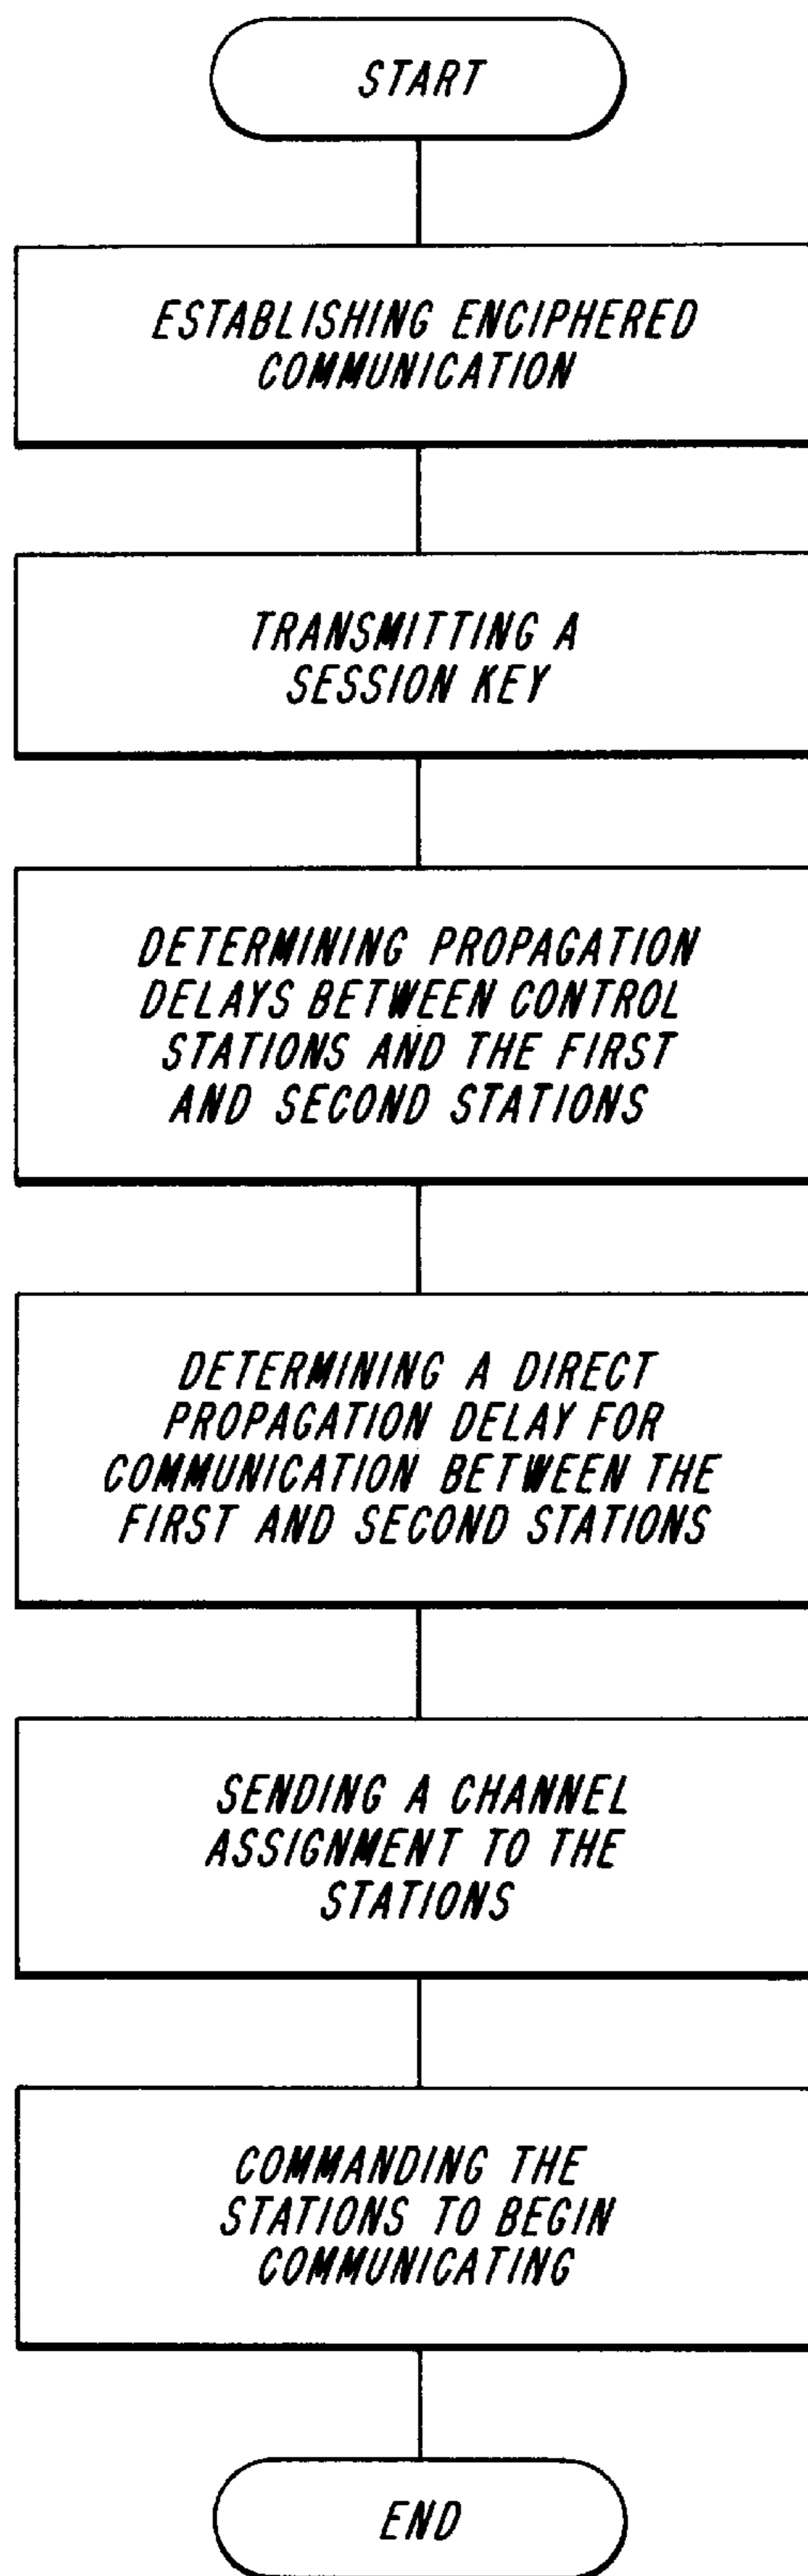 START
ESTABLISHING ENCIPHERED
COMMUNICATION
TRANSMITTING A
SESSION KEY
DETERMINING PROPAGATION
DELAYS BETWEEN CONTROL
STATIONS AND THE FIRST
AND SECOND STATIONS
DETERMINING A DIRECT
PROPAGATION DELAY FOR
COMMUNICATION BETWEEN THE
FIRST AND SECOND STATIONS
SENDING A CHANNEL
ASSIGNMENT TO THE
STATIONS
COMMANDING THE
STATIONS TO BEGIN
COMMUNICATING
END